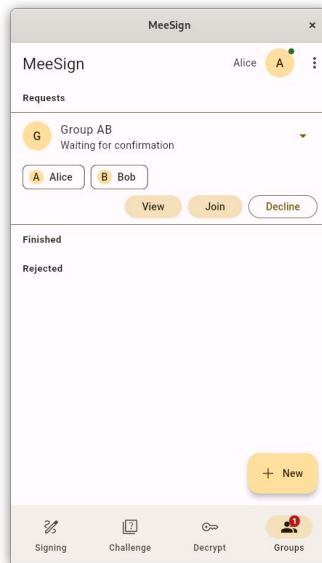 MeeSign ×
MeeSign Alice A
Requests
G Group AB
Waiting for confirmation
A Alice B Bob
View Join Decline
Finished
Rejected
+ New
? 1
Signing Challenge Decrypt Groups